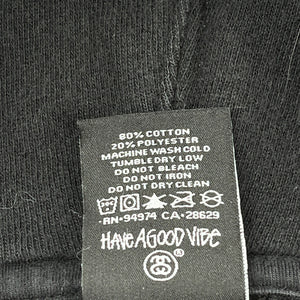 80% COTTON
20% POLYESTER
MACHINE WASH COLD
TUMBLE DRY LOW
DO NOT BLEACH
DO NOT IRON
DO NOT DRY CLEAN
RN-94974 CA-28629
HAVE A GOOD VIBE
®